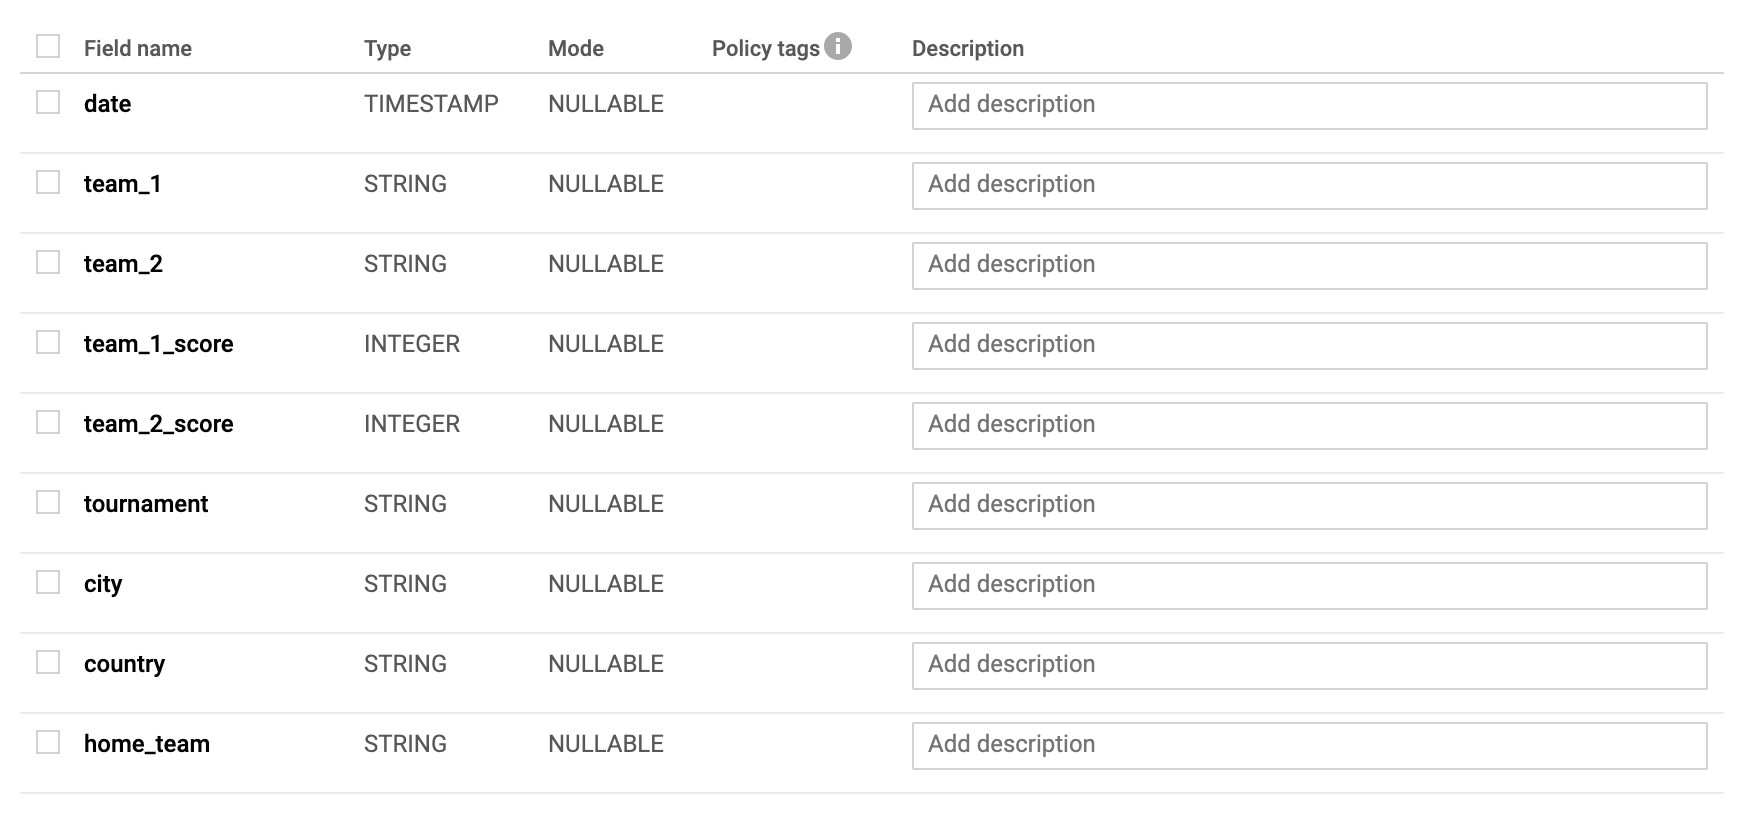 Field name Type Mode Policy tags Description
date TIMESTAMP NULLABLE Add description
team_1 STRING NULLABLE Add description
team_2 STRING NULLABLE Add description
team_1_score INTEGER NULLABLE Add description
team_2_score INTEGER NULLABLE Add description
tournament STRING NULLABLE Add description
city STRING NULLABLE Add description
country STRING NULLABLE Add description
home_team STRING NULLABLE Add description